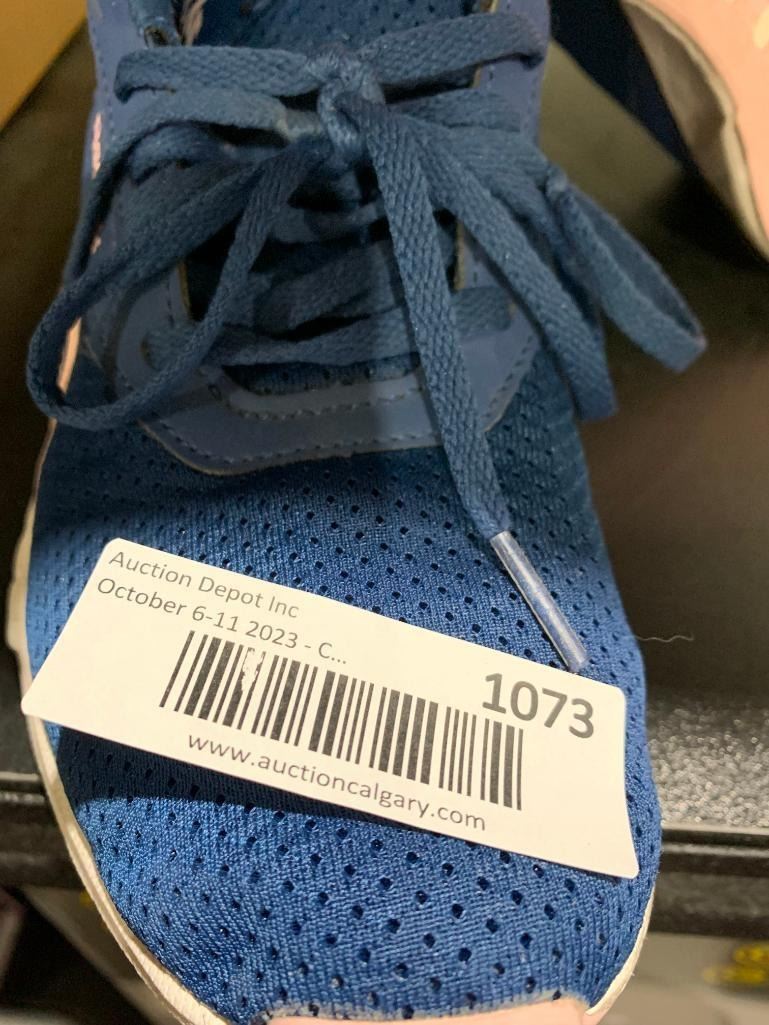 Auction Depot Inc
October 6-11 2023 - C...
1073
www.auctioncalgary.com